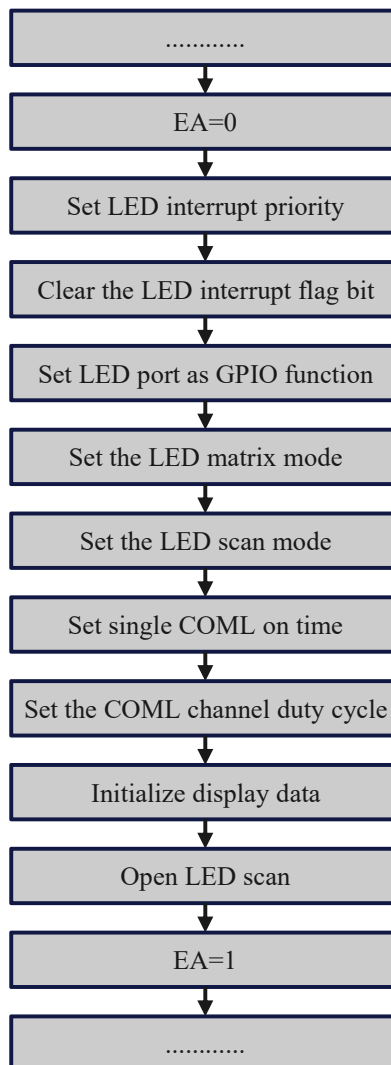 ............
EA=0
Set LED interrupt priority
Clear the LED interrupt flag bit
Set LED port as GPIO function
Set the LED matrix mode
Set the LED scan mode
Set single COML on time
Set the COML channel duty cycle
Initialize display data
Open LED scan
EA=1
............